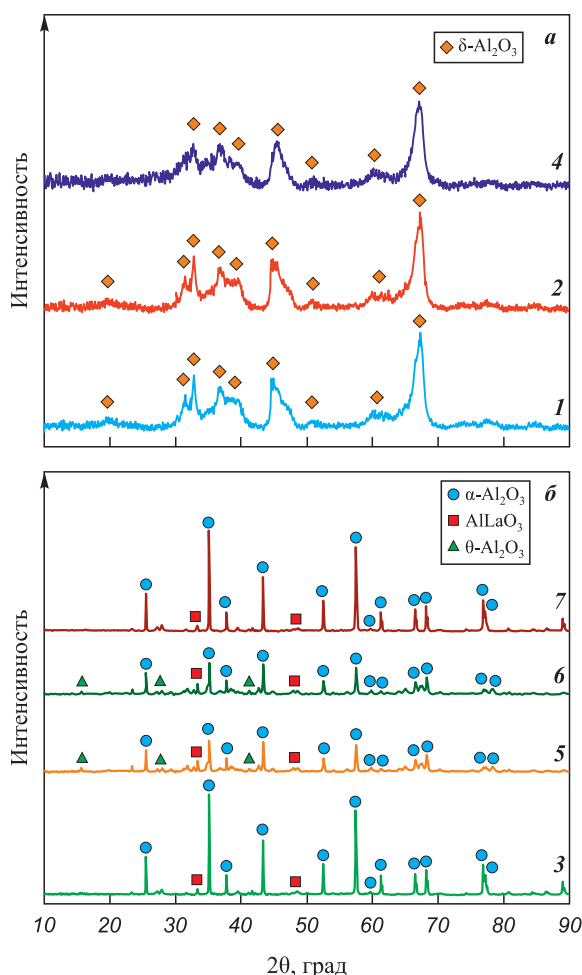 а
δ-Al₂O₃
4
2
1
Интенсивность
б
α-Al₂O₃
AlLaO₃
θ-Al₂O₃
7
6
5
3
Интенсивность
10 20 30 40 50 60 70 80 90
2θ, град